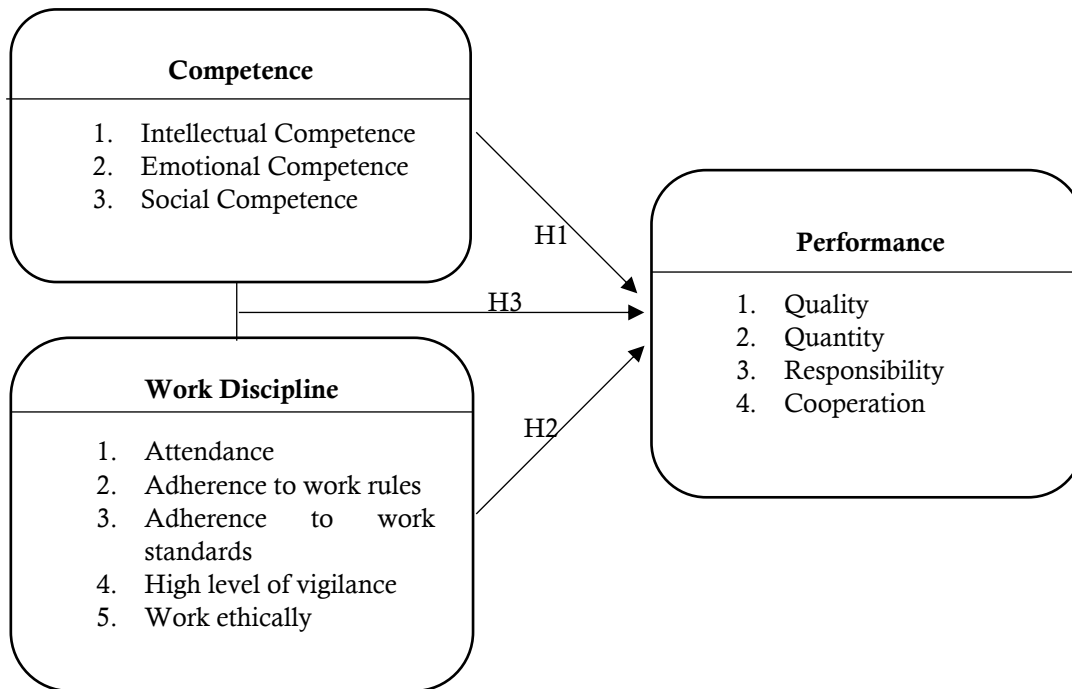 Competence
1. Intellectual Competence
2. Emotional Competence
3. Social Competence
H1
H3
H2
Work Discipline
1. Attendance
2. Adherence to work rules
3. Adherence to work
standards
4. High level of vigilance
5. Work ethically
Performance
1. Quality
2. Quantity
3. Responsibility
4. Cooperation